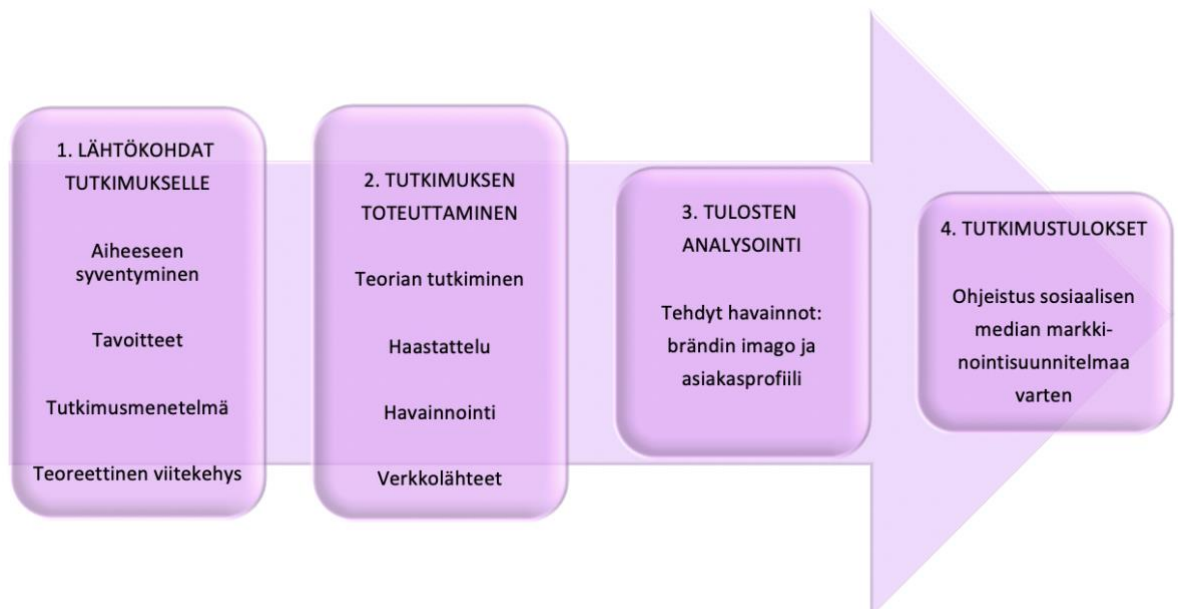 1. LÄHTÖKOHDAT
TUTKIMUKSELLE
Aiheeseen
syventyminen
Tavoitteet
Tutkimusmenetelmä
Teoreettinen viitekehys
2. TUTKIMUKSEN
TOTEUTTAMINEN
Teorian tutkiminen
Haastattelu
Havainnointi
Verkkolähteet
3. TULOSTEN
ANALYSOINTI
Tehdyt havainnot:
brändin imago ja
asiakasprofiili
4. TUTKIMUSTULOKSET
Ohjeistus sosiaalisen
median markki-
nointisuunnitelmaa
varten